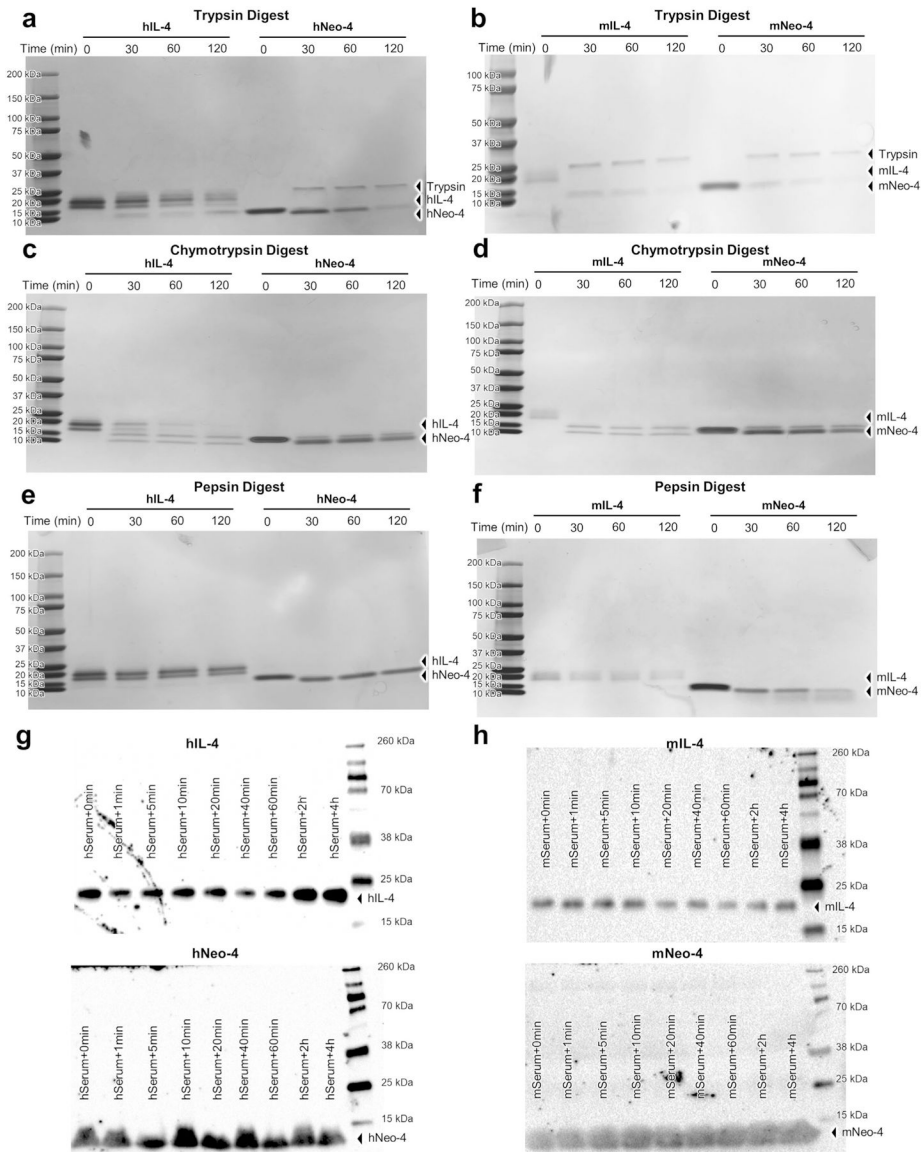 a
Trypsin Digest
hIL-4 hNeo-4
Time (min) 0 30 60 120 0 30 60 120
200 kDa
150 kDa
100 kDa
75 kDa
50 kDa
37 kDa
25 kDa
20 kDa
15 kDa
10 kDa
Trypsin
hIL-4
hNeo-4
b
Trypsin Digest
mIL-4 mNeo-4
Time (min) 0 30 60 120 0 30 60 120
100 kDa
75 kDa
50 kDa
37 kDa
25 kDa
20 kDa
15 kDa
10 kDa
Trypsin
mIL-4
mNeo-4
c
Chymotrypsin Digest
hIL-4 hNeo-4
Time (min) 0 30 60 120 0 30 60 120
200 kDa
150 kDa
100 kDa
75 kDa
50 kDa
37 kDa
25 kDa
20 kDa
15 kDa
10 kDa
hIL-4
hNeo-4
d
Chymotrypsin Digest
mIL-4 mNeo-4
Time (min) 0 30 60 120 0 30 60 120
200 kDa
150 kDa
100 kDa
75 kDa
50 kDa
37 kDa
25 kDa
20 kDa
15 kDa
10 kDa
mIL-4
mNeo-4
e
Pepsin Digest
hIL-4 hNeo-4
Time (min) 0 30 60 120 0 30 60 120
200 kDa
150 kDa
100 kDa
75 kDa
50 kDa
37 kDa
25 kDa
20 kDa
15 kDa
10 kDa
hIL-4
hNeo-4
f
Pepsin Digest
mIL-4 mNeo-4
Time (min) 0 30 60 120 0 30 60 120
200 kDa
150 kDa
100 kDa
75 kDa
50 kDa
37 kDa
25 kDa
20 kDa
15 kDa
10 kDa
mIL-4
mNeo-4
g
hIL-4
hSerum+0min
hSerum+1min
hSerum+5min
hSerum+10min
hSerum+20min
hSerum+40min
hSerum+60min
hSerum+2hr
hSerum+4h
260 kDa
70 kDa
38 kDa
25 kDa
hIL-4
15 kDa
hNeo-4
hSerum+0min
hSerum+1min
hSerum+5min
hSerum+10min
hSerum+20min
hSerum+40min
hSerum+60min
hSerum+2h
hSerum+4h
260 kDa
70 kDa
38 kDa
25 kDa
15 kDa
hNeo-4
h
mIL-4
mSerum+0min
mSerum+1min
mSerum+5min
mSerum+10min
mSerum+20min
mSerum+40min
mSerum+60min
mSerum+2h
mSerum+4h
260 kDa
70 kDa
38 kDa
25 kDa
mIL-4
15 kDa
mNeo-4
mSerum+0min
mSerum+1min
mSerum+5min
mSerum+10min
mSerum+20min
mSerum+40min
mSerum+60min
mSerum+2h
mSerum+4h
260 kDa
70 kDa
38 kDa
25 kDa
15 kDa
mNeo-4